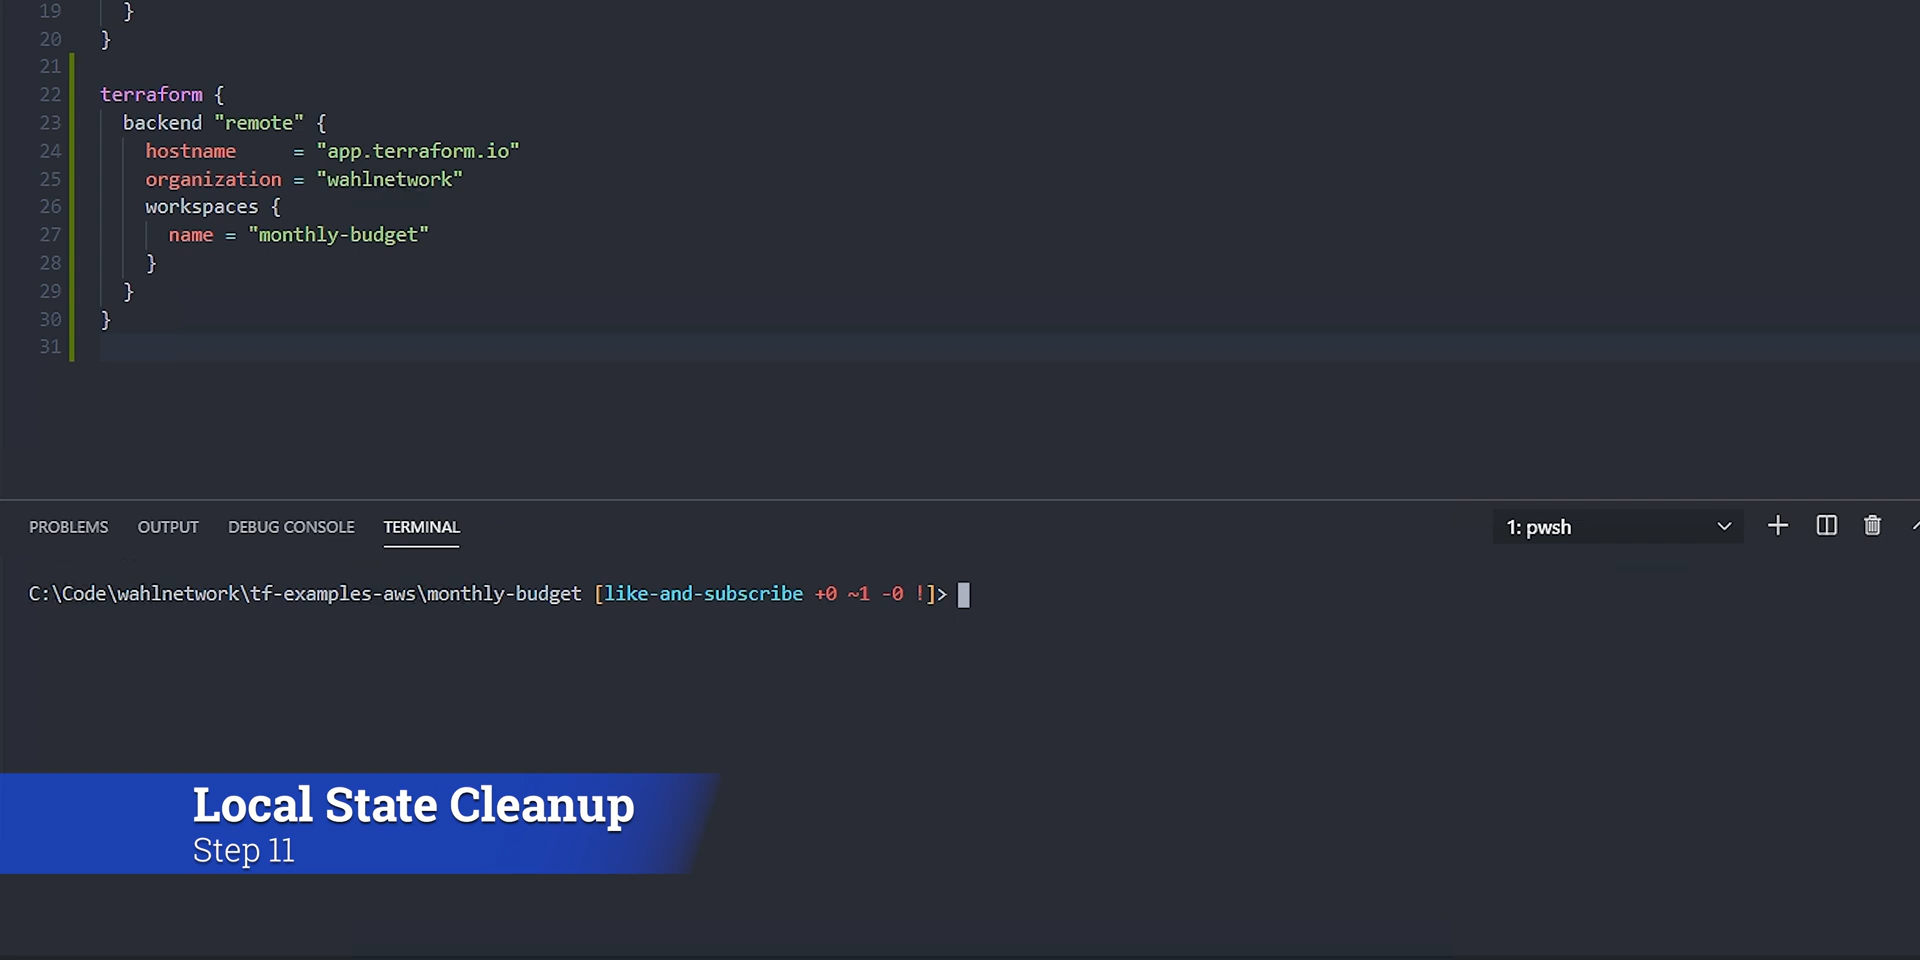 19 }
20 }
21
22 terraform {
23 backend "remote" {
24 hostname = "app.terraform.io"
25 organization = "wahlnetwork"
26 workspaces {
27 name = "monthly-budget"
28 }
29 }
30 }
31
PROBLEMS OUTPUT DEBUG CONSOLE TERMINAL 1: pwsh
C:\Code\wahlnetwork\tf-examples-aws\monthly-budget [like-and-subscribe +0 ~1 -0 !]>
Local State Cleanup
Step 11